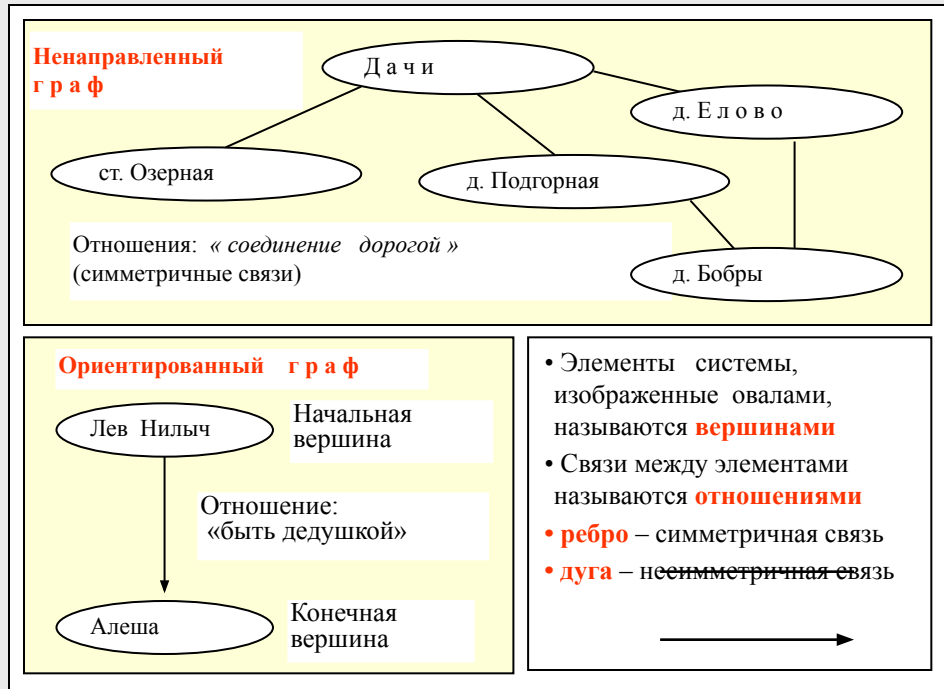 Ненаправленный
г р а ф
Д а ч и
д. Е л о в о
ст. Озерная
д. Подгорная
Отношения: « соединение дорогой »
(симметричные связи)
д. Бобры
Ориентированный г р а ф
Лев Нилыч
Начальная
вершина
Отношение:
«быть дедушкой»
Алеша
Конечная
вершина
• Элементы системы,
изображенные овалами,
называются вершинами
• Связи между элементами
называются отношениями
• ребро – симметричная связь
• дуга – несимметричная связь